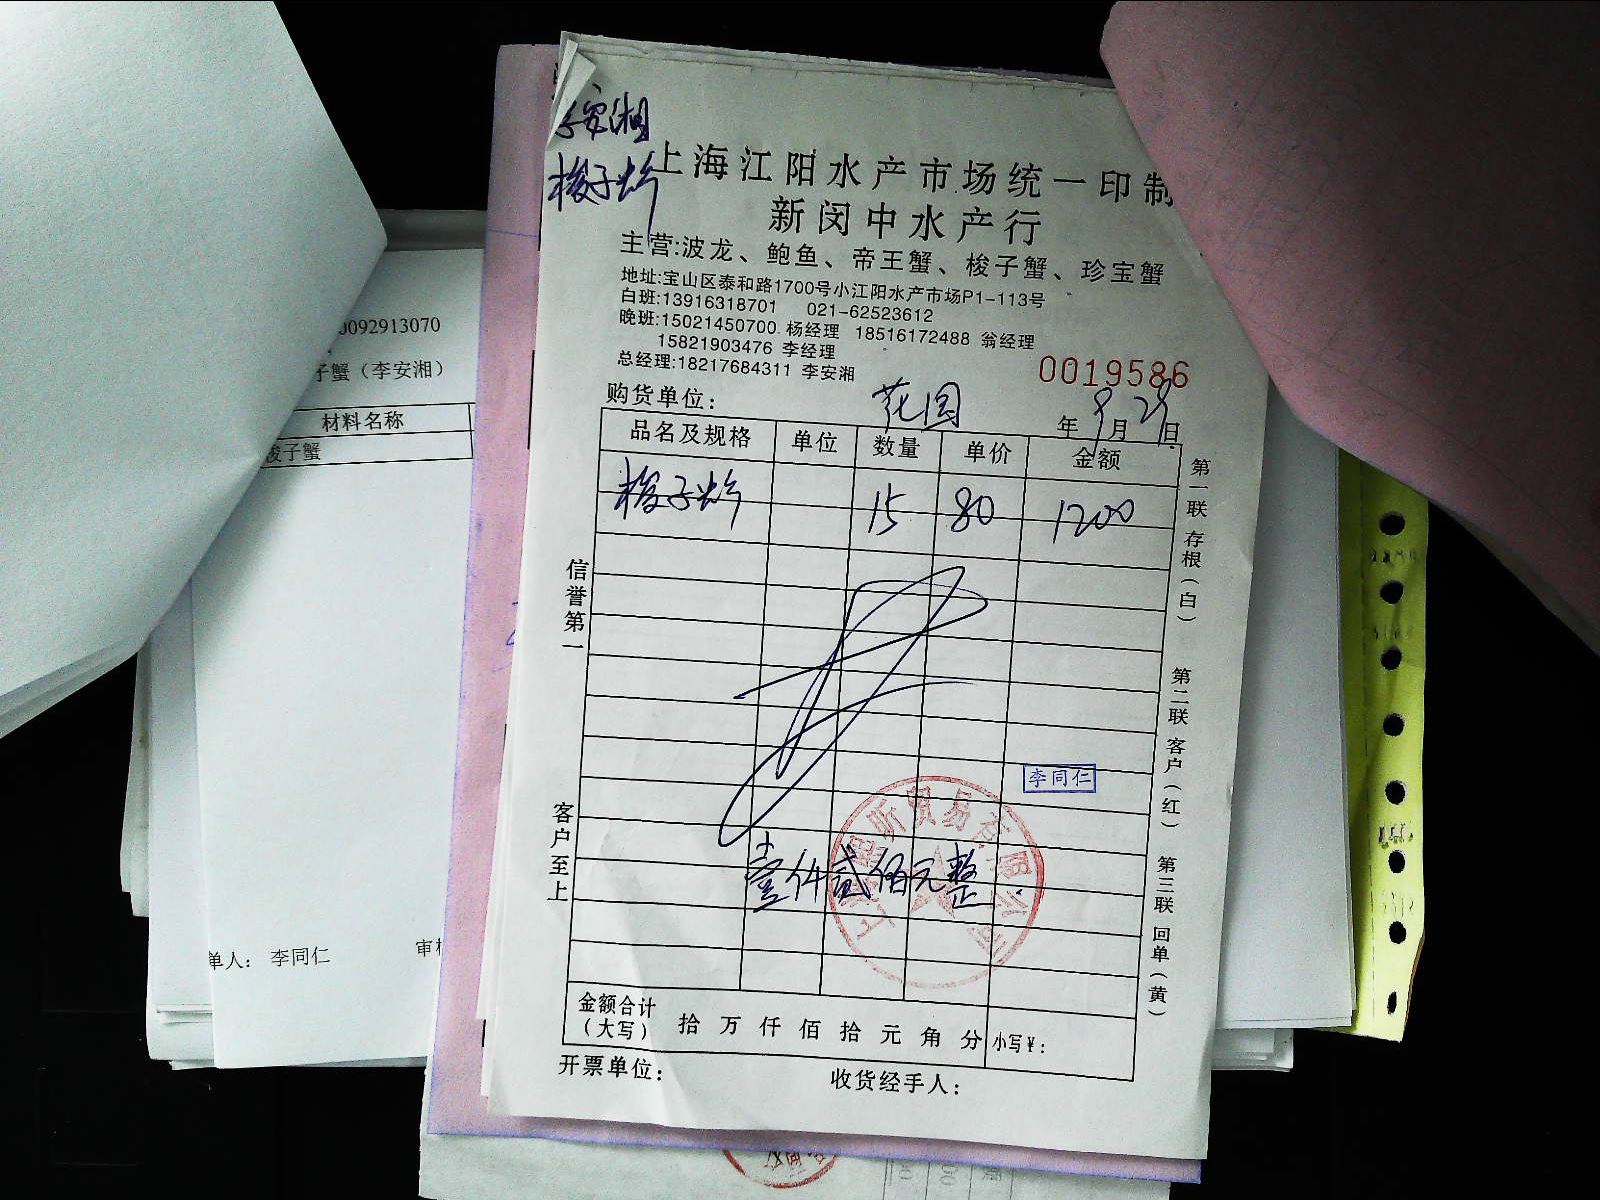 李安湘
梭子蟹
上海江阳水产市场统一印制
新闵中水产行
主营:波龙、鲍鱼、帝王蟹、梭子蟹、珍宝蟹
地址:宝山区泰和路1700号小江阳水产市场P1-113号
白班:13916318701 021-62523612
晚班:15021450700 杨经理 18516172488 翁经理
15821903476 李经理
总经理:18217684311 李安湘
0019586
购货单位: 花园 年 9月 29日
品名及规格 单位 数量 单价 金额
梭子蟹 15 80 1200
李同仁
壹仟贰佰元整
金额合计
(大写) 拾万仟佰拾元角分 小写¥:
开票单位: 收货经手人:
信誉第一
客户至上
第一联 存根(白)
第二联 客户(红)
第三联 回单(黄)
0092913070
子蟹（李安湘）
材料名称
梭子蟹
单人: 李同仁 审